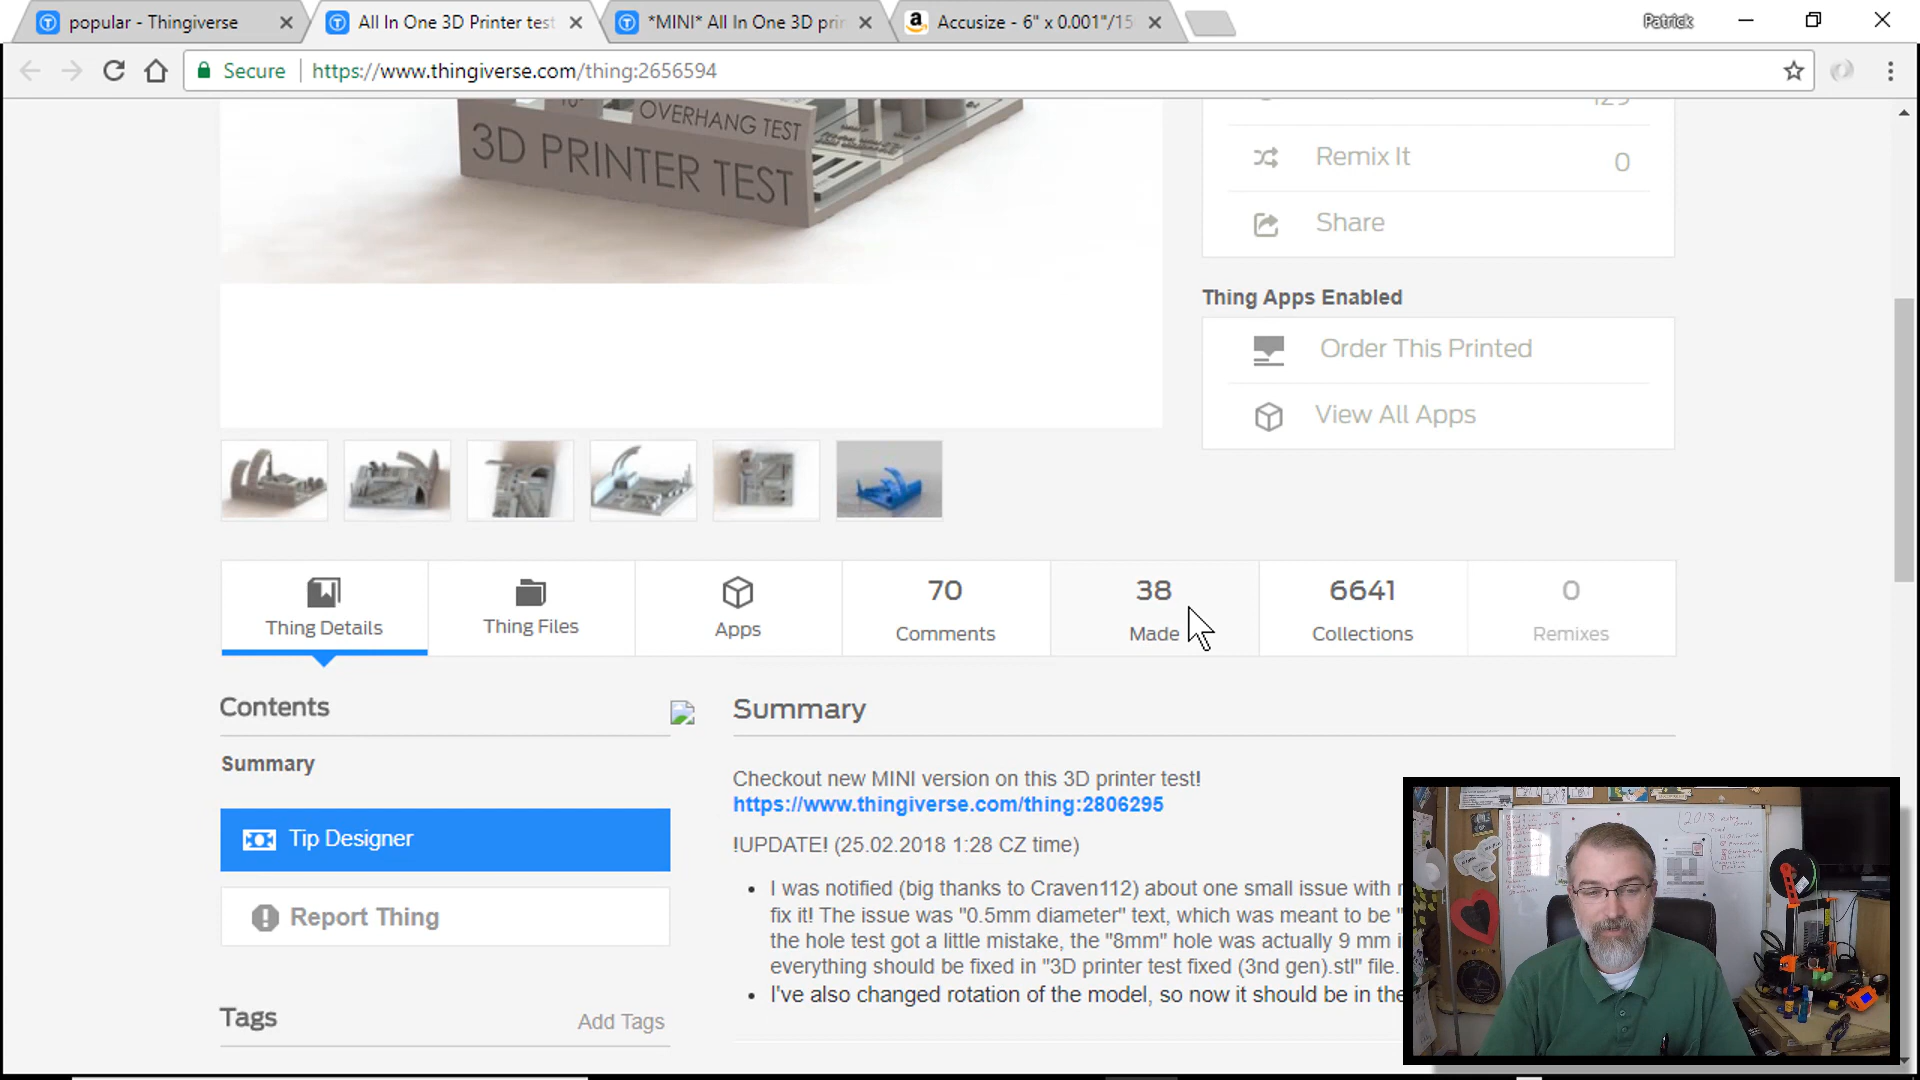 popular - Thingiverse
All In One 3D Printer test
*MINI* All In One 3D prin
Accusize - 6" x 0.001"/15
Patrick
Secure
https://www.thingiverse.com/thing:2656594
10°
OVERHANG TEST
3D PRINTER TEST
Remix It
0
Share
Thing Apps Enabled
Order This Printed
View All Apps
Thing Details
Thing Files
Apps
70
Comments
38
Made
6641
Collections
0
Remixes
Contents
Summary
Tip Designer
Report Thing
Tags
Add Tags
Summary
Checkout new MINI version on this 3D printer test!
https://www.thingiverse.com/thing:2806295
!UPDATE! (25.02.2018 1:28 CZ time)
• I was notified (big thanks to Craven112) about one small issue with
fix it! The issue was "0.5mm diameter" text, which was meant to be "
the hole test got a little mistake, the "8mm" hole was actually 9 mm i
everything should be fixed in "3D printer test fixed (3nd gen).stl" file.
• I've also changed rotation of the model, so now it should be in the
2018